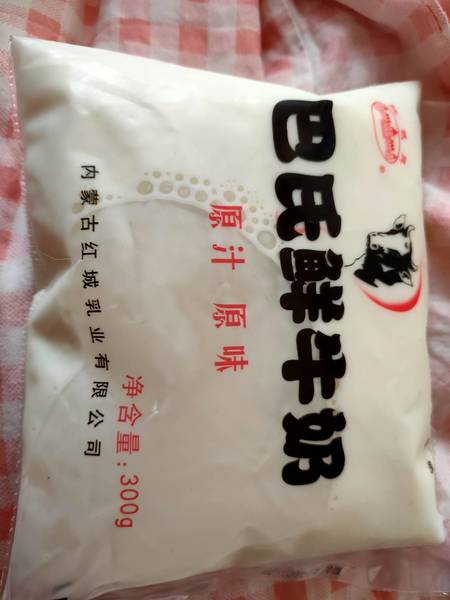 巴氏鲜牛奶
原汁 原味
净含量:300g
内蒙古红城乳业有限公司